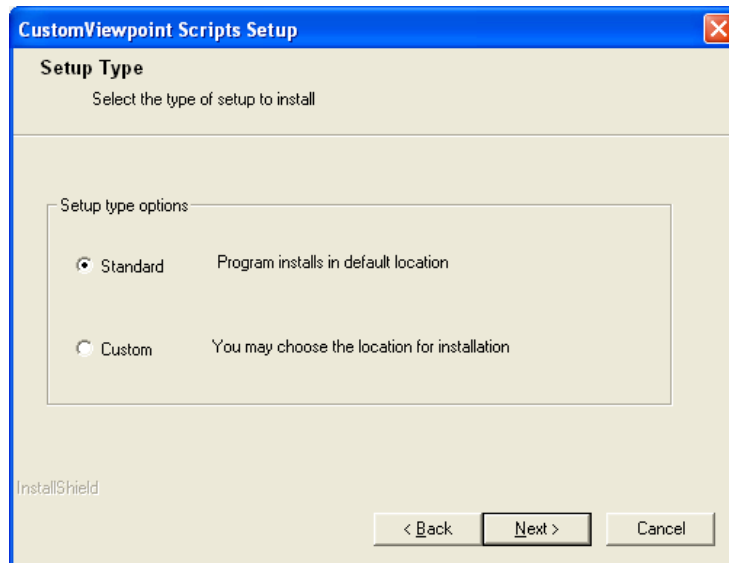 CustomViewpoint Scripts Setup
Setup Type
Select the type of setup to install
Setup type options
Standard Program installs in default location
Custom You may choose the location for installation
InstallShield
< Back Next > Cancel